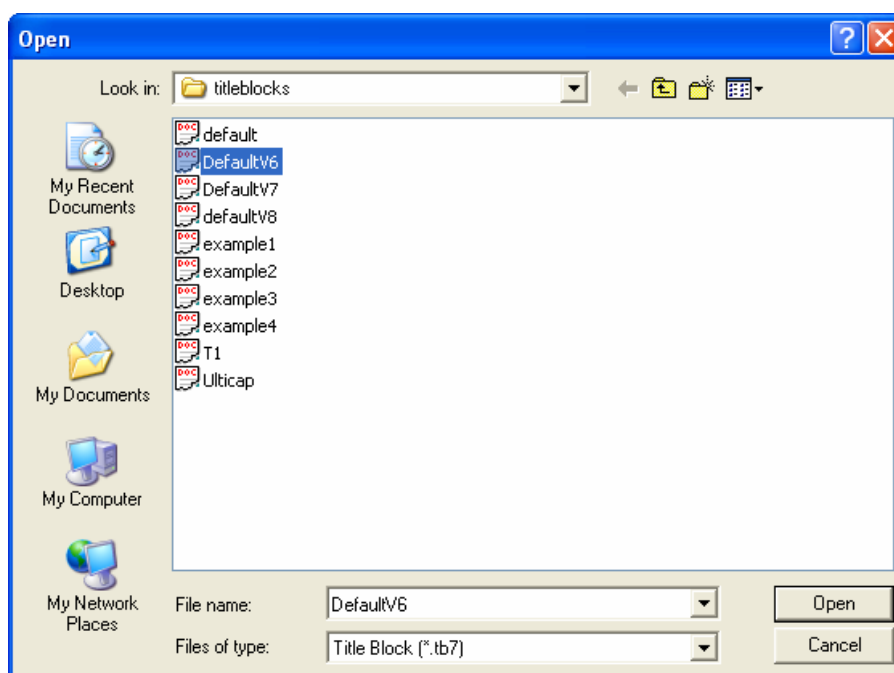 Open
Look in: titleblocks
My Recent
Documents
Desktop
My Documents
My Computer
My Network
Places
default
DefaultV6
DefaultV7
defaultV8
example1
example2
example3
example4
T1
Ulticap
File name: DefaultV6 Open
Files of type: Title Block (*.tb7) Cancel